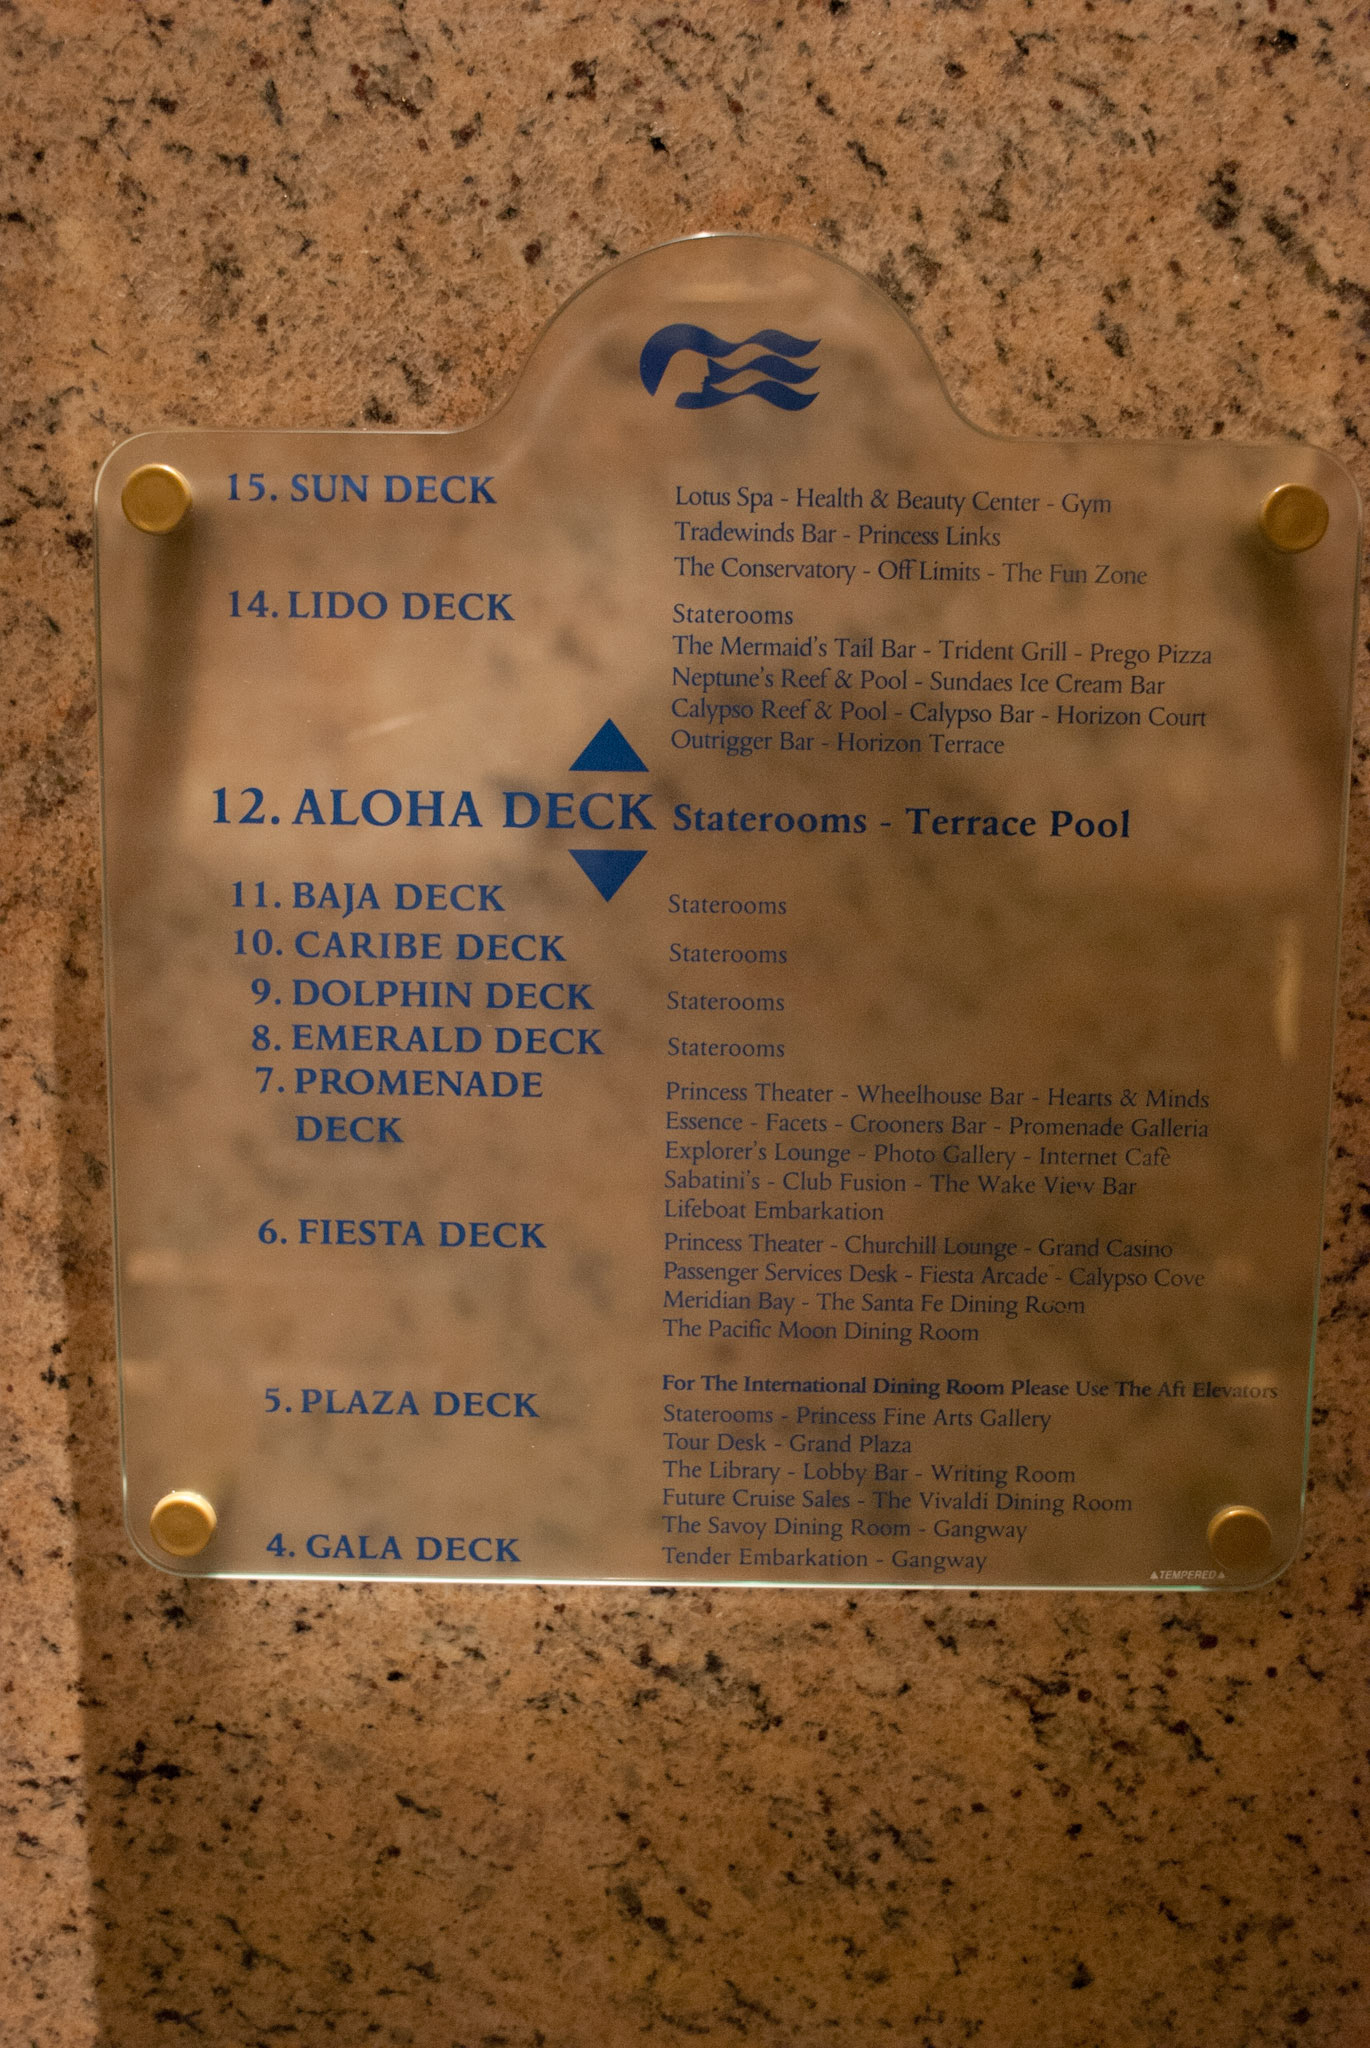 15. SUN DECK
Lotus Spa - Health & Beauty Center - Gym
Tradewinds Bar - Princess Links
The Conservatory - Off Limits - The Fun Zone
14. LIDO DECK
Staterooms
The Mermaid's Tail Bar - Trident Grill - Prego Pizza
Neptune's Reef & Pool - Sundaes Ice Cream Bar
Calypso Reef & Pool - Calypso Bar - Horizon Court
Outrigger Bar - Horizon Terrace
12. ALOHA DECK Staterooms - Terrace Pool
11. BAJA DECK Staterooms
10. CARIBE DECK Staterooms
9. DOLPHIN DECK Staterooms
8. EMERALD DECK Staterooms
7. PROMENADE
DECK
Princess Theater - Wheelhouse Bar - Hearts & Minds
Essence - Facets - Crooners Bar - Promenade Galleria
Explorer's Lounge - Photo Gallery - Internet Cafè
Sabatini's - Club Fusion - The Wake View Bar
Lifeboat Embarkation
6. FIESTA DECK
Princess Theater - Churchill Lounge - Grand Casino
Passenger Services Desk - Fiesta Arcade - Calypso Cove
Meridian Bay - The Santa Fe Dining Room
The Pacific Moon Dining Room
For The International Dining Room Please Use The Aft Elevators
5. PLAZA DECK
Staterooms - Princess Fine Arts Gallery
Tour Desk - Grand Plaza
The Library - Lobby Bar - Writing Room
Future Cruise Sales - The Vivaldi Dining Room
The Savoy Dining Room - Gangway
4. GALA DECK
Tender Embarkation - Gangway
TEMPERED